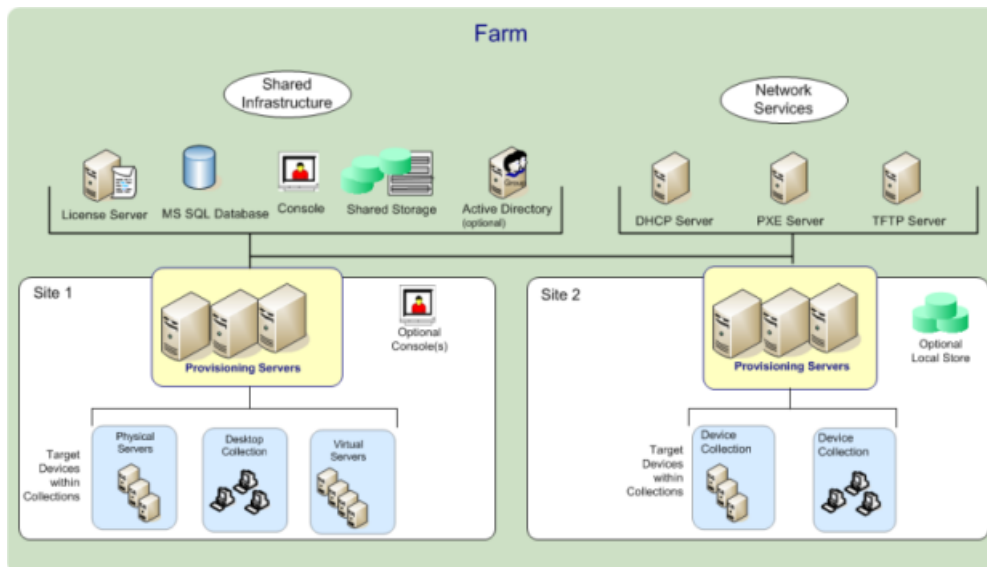 Farm
Shared
Infrastructure
Network
Services
License Server
MS SQL Database
Console
Shared Storage
Group
Active Directory
(optional)
DHCP Server
PXE Server
TFTP Server
Site 1
Provisioning Servers
Optional
Console(s)
Physical
Servers
Desktop
Collection
Virtual
Servers
Target
Devices
within
Collections
Site 2
Provisioning Servers
Optional
Local Store
Target
Devices
within
Collections
Device
Collection
Device
Collection